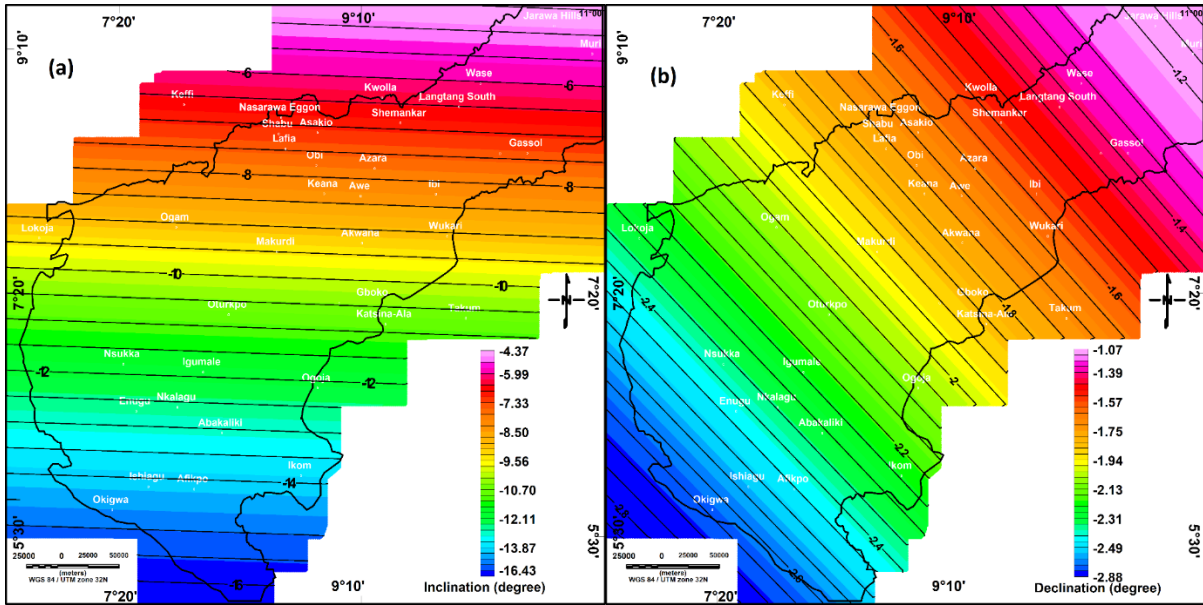 7°20'
9°10'
11°00'
9°10'
(a)
Jarawa Hills
Muri
-6
-6
Wase
Keffi
Kwolla
Langtang South
Nasarawa Eggon
Shemankar
Shabu
Asakio
Lafia
Gassol
Obi
Azara
-8
-8
Keana
Awe
Ibi
Ogam
Lokoja
Wukari
Makurdi
Akwana
-10
-10
7°20'
7°20'
Gboko
Oturkpo
Katsina-Ala
Takum
N
Nsukka
Igumale
-12
-12
Ogoja
Enugu
Nkalagu
Abakaliki
Ikom
Ishiagu
Afikpo
-14
Okigwa
5°30'
25000 0 25000 50000
(meters)
WGS 84 / UTM zone 32N
7°20'
9°10'
-4.37
-5.99
-7.33
-8.50
-9.56
-10.70
-12.11
-13.87
-16.43
Inclination (degree)
7°20'
9°10'
11°00'
9°10'
(b)
Jarawa Hills
Muri
-1.6
-1.2
Wase
Keffi
Kwolla
Langtang South
Nasarawa Eggon
Shemankar
Shabu
Asakio
Lafia
Gassol
Obi
Azara
Keana
Awe
Ibi
-1.4
Ogam
Lokoja
Wukari
Makurdi
Akwana
-1.6
7°20'
-2.4
Gboko
Oturkpo
-1.8
Katsina-Ala
Takum
N
Nsukka
Igumale
Ogoja
-2
Enugu
Nkalagu
Abakaliki
-2.2
Ikom
Ishiagu
Afikpo
Okigwa
-2.4
5°30'
5°30'
25000 0 25000 50000
(meters)
WGS 84 / UTM zone 32N
7°20'
9°10'
-1.07
-1.39
-1.56
-1.75
-1.94
-2.13
-2.31
-2.49
-2.88
Declination (degree)